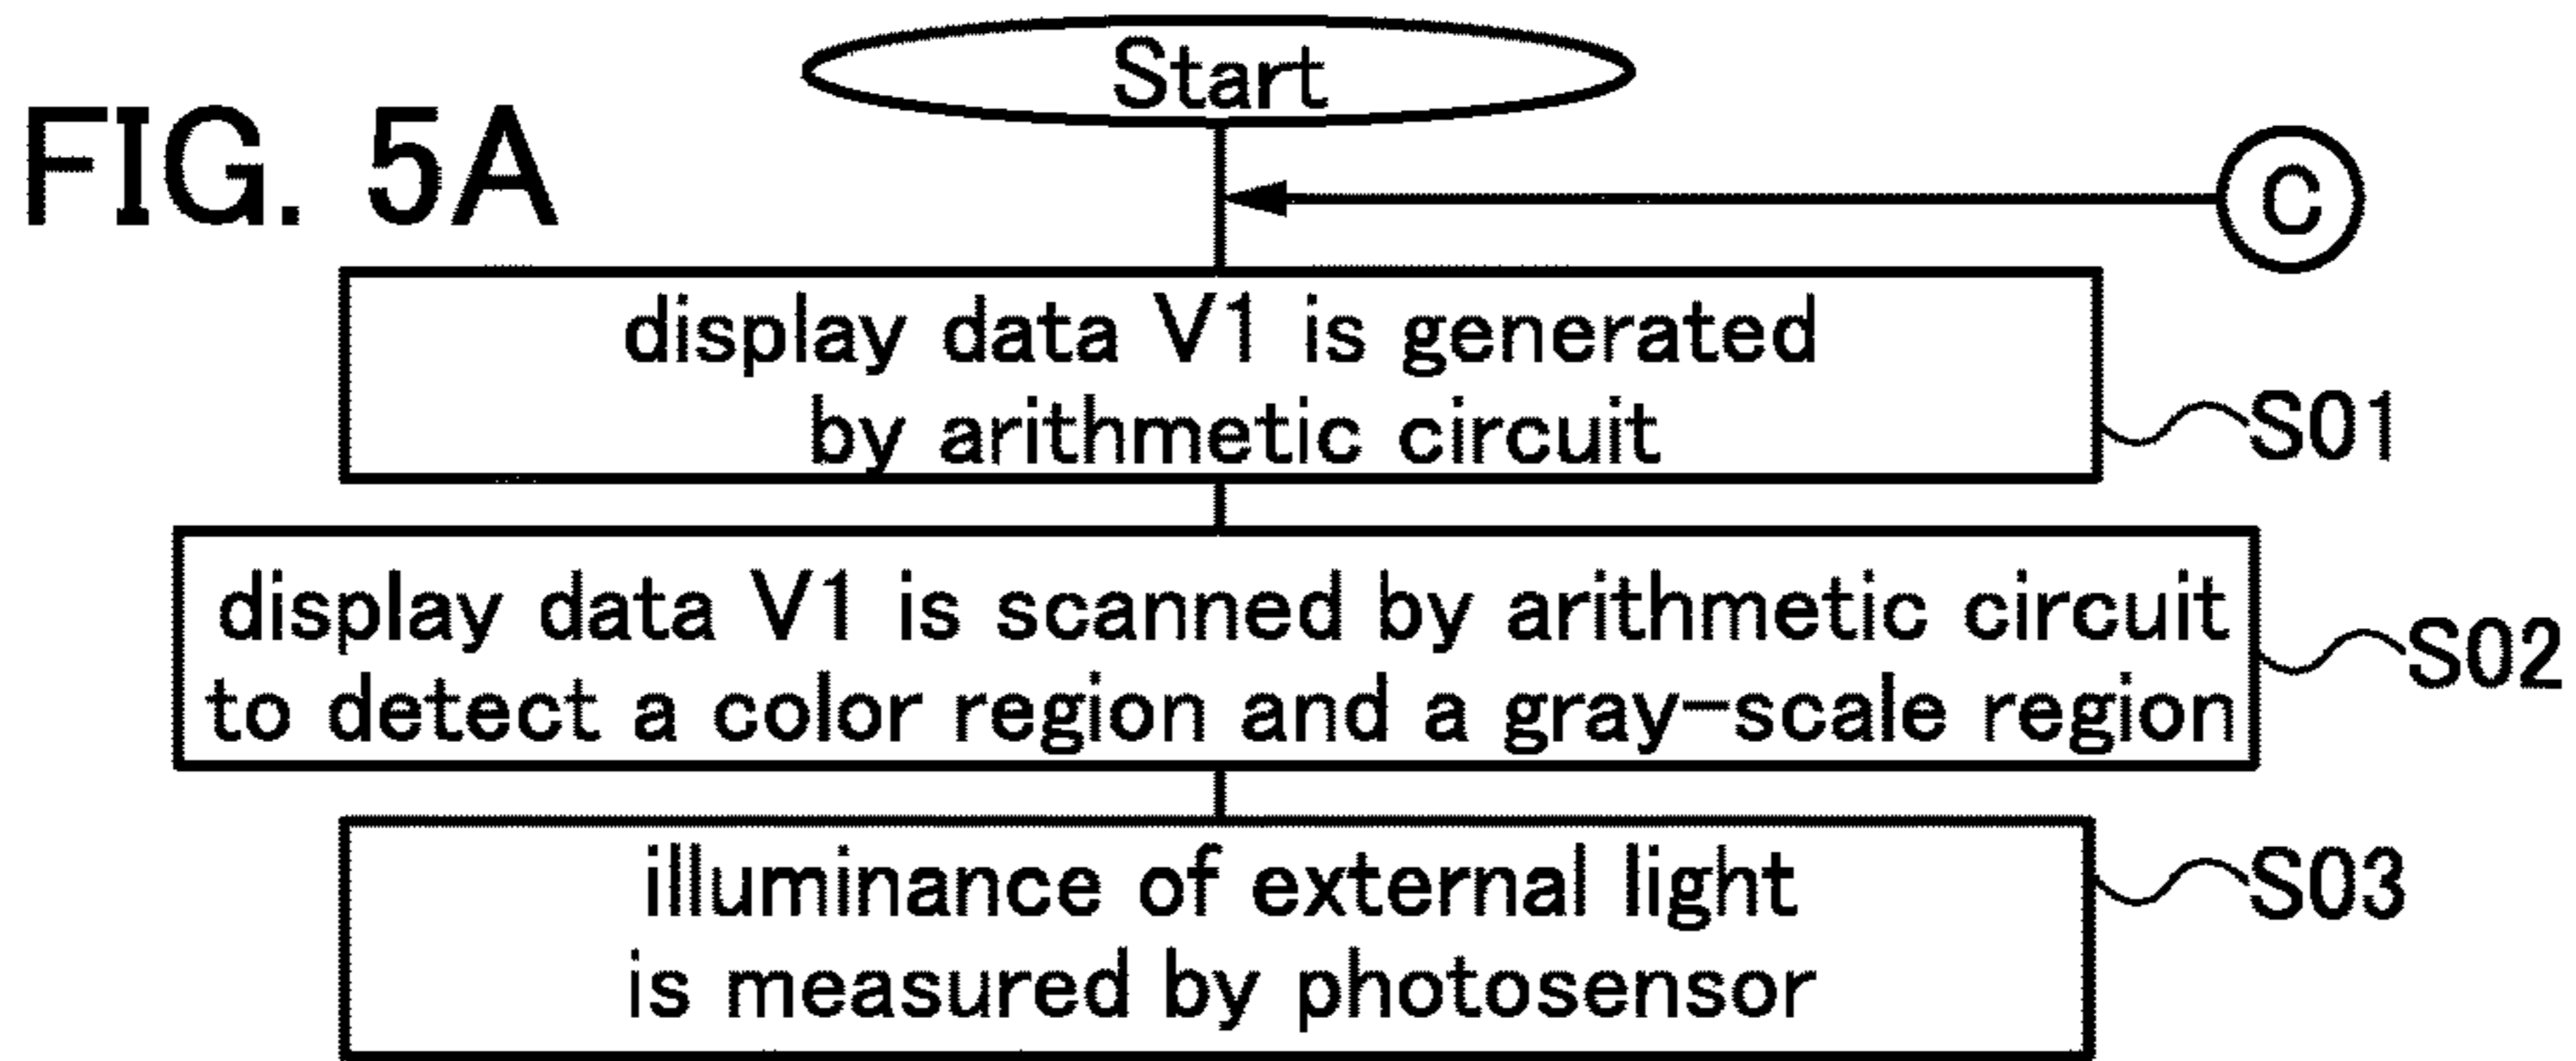 Start
FIG. 5A
C
display data V1 is generated
by arithmetic circuit
S01
display data V1 is scanned by arithmetic circuit
to detect a color region and a gray-scale region
S02
illuminance of external light
is measured by photosensor
S03